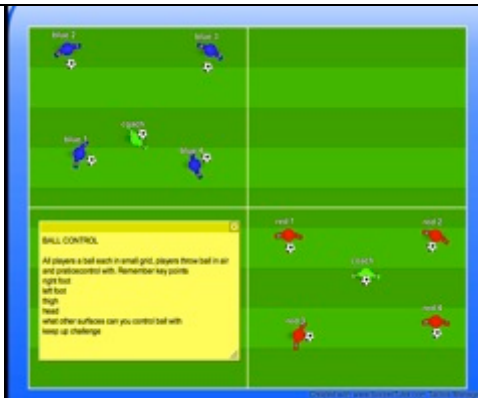 blue 2
blue 3
coach
blue 1
blue 4
BALL CONTROL
All players a ball each in small grid, players throw ball in air
and praticecontrol with. Remember key points
right foot
left foot
thigh
head
what other surfaces can you control ball with
keep up challenge
red 1
red 2
coach
red 3
red 4